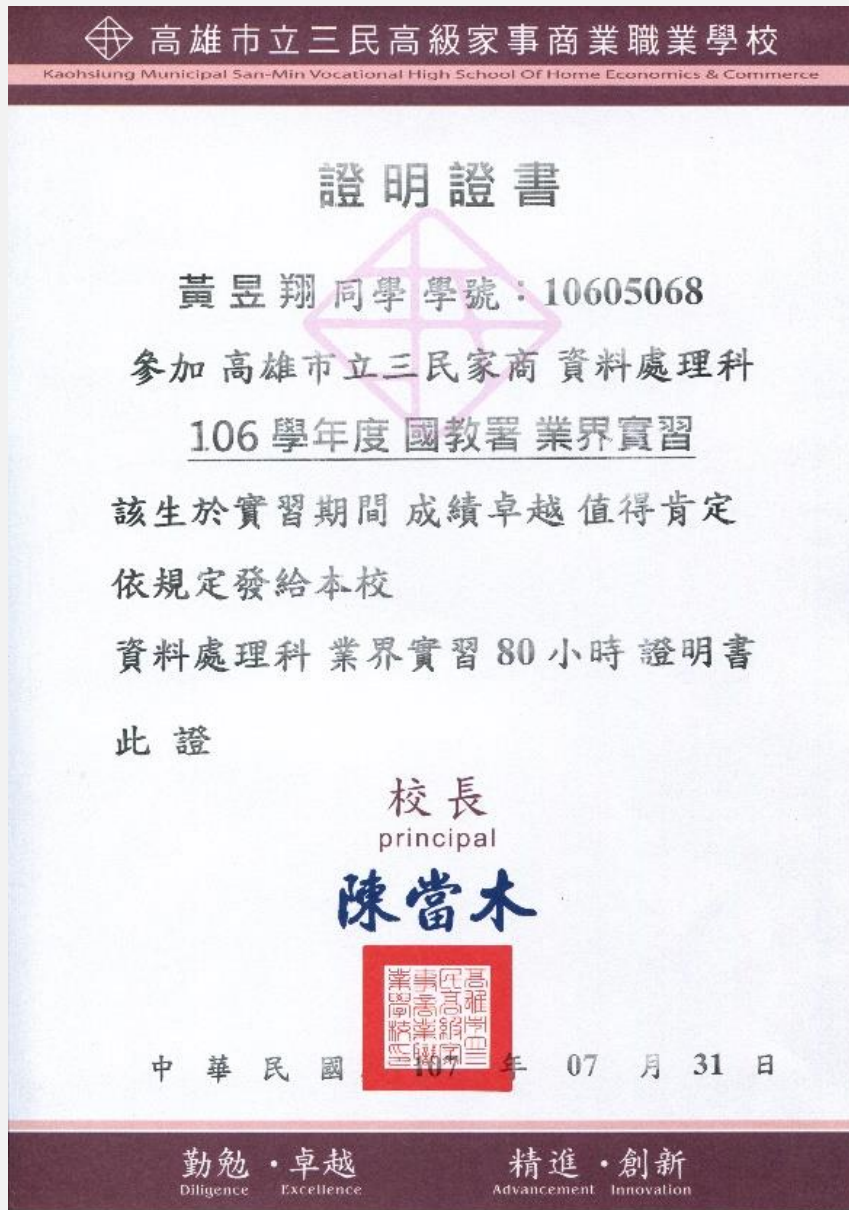 高雄市立三民高級家事商業職業學校
Kaohsiung Municipal San-Min Vocational High School Of Home Economics & Commerce
證明證書
黃昱翔 同學 學號：10605068
參加 高雄市立三民家商 資料處理科
106 學年度 國教署 業界實習
該生於實習期間 成績卓越 值得肯定
依規定發給本校
資料處理科 業界實習 80 小時 證明書
此 證
校長
principal
陳當木
中 華 民 國 107 年 07 月 31 日
勤勉・卓越 精進・創新
Diligence Excellence Advancement Innovation